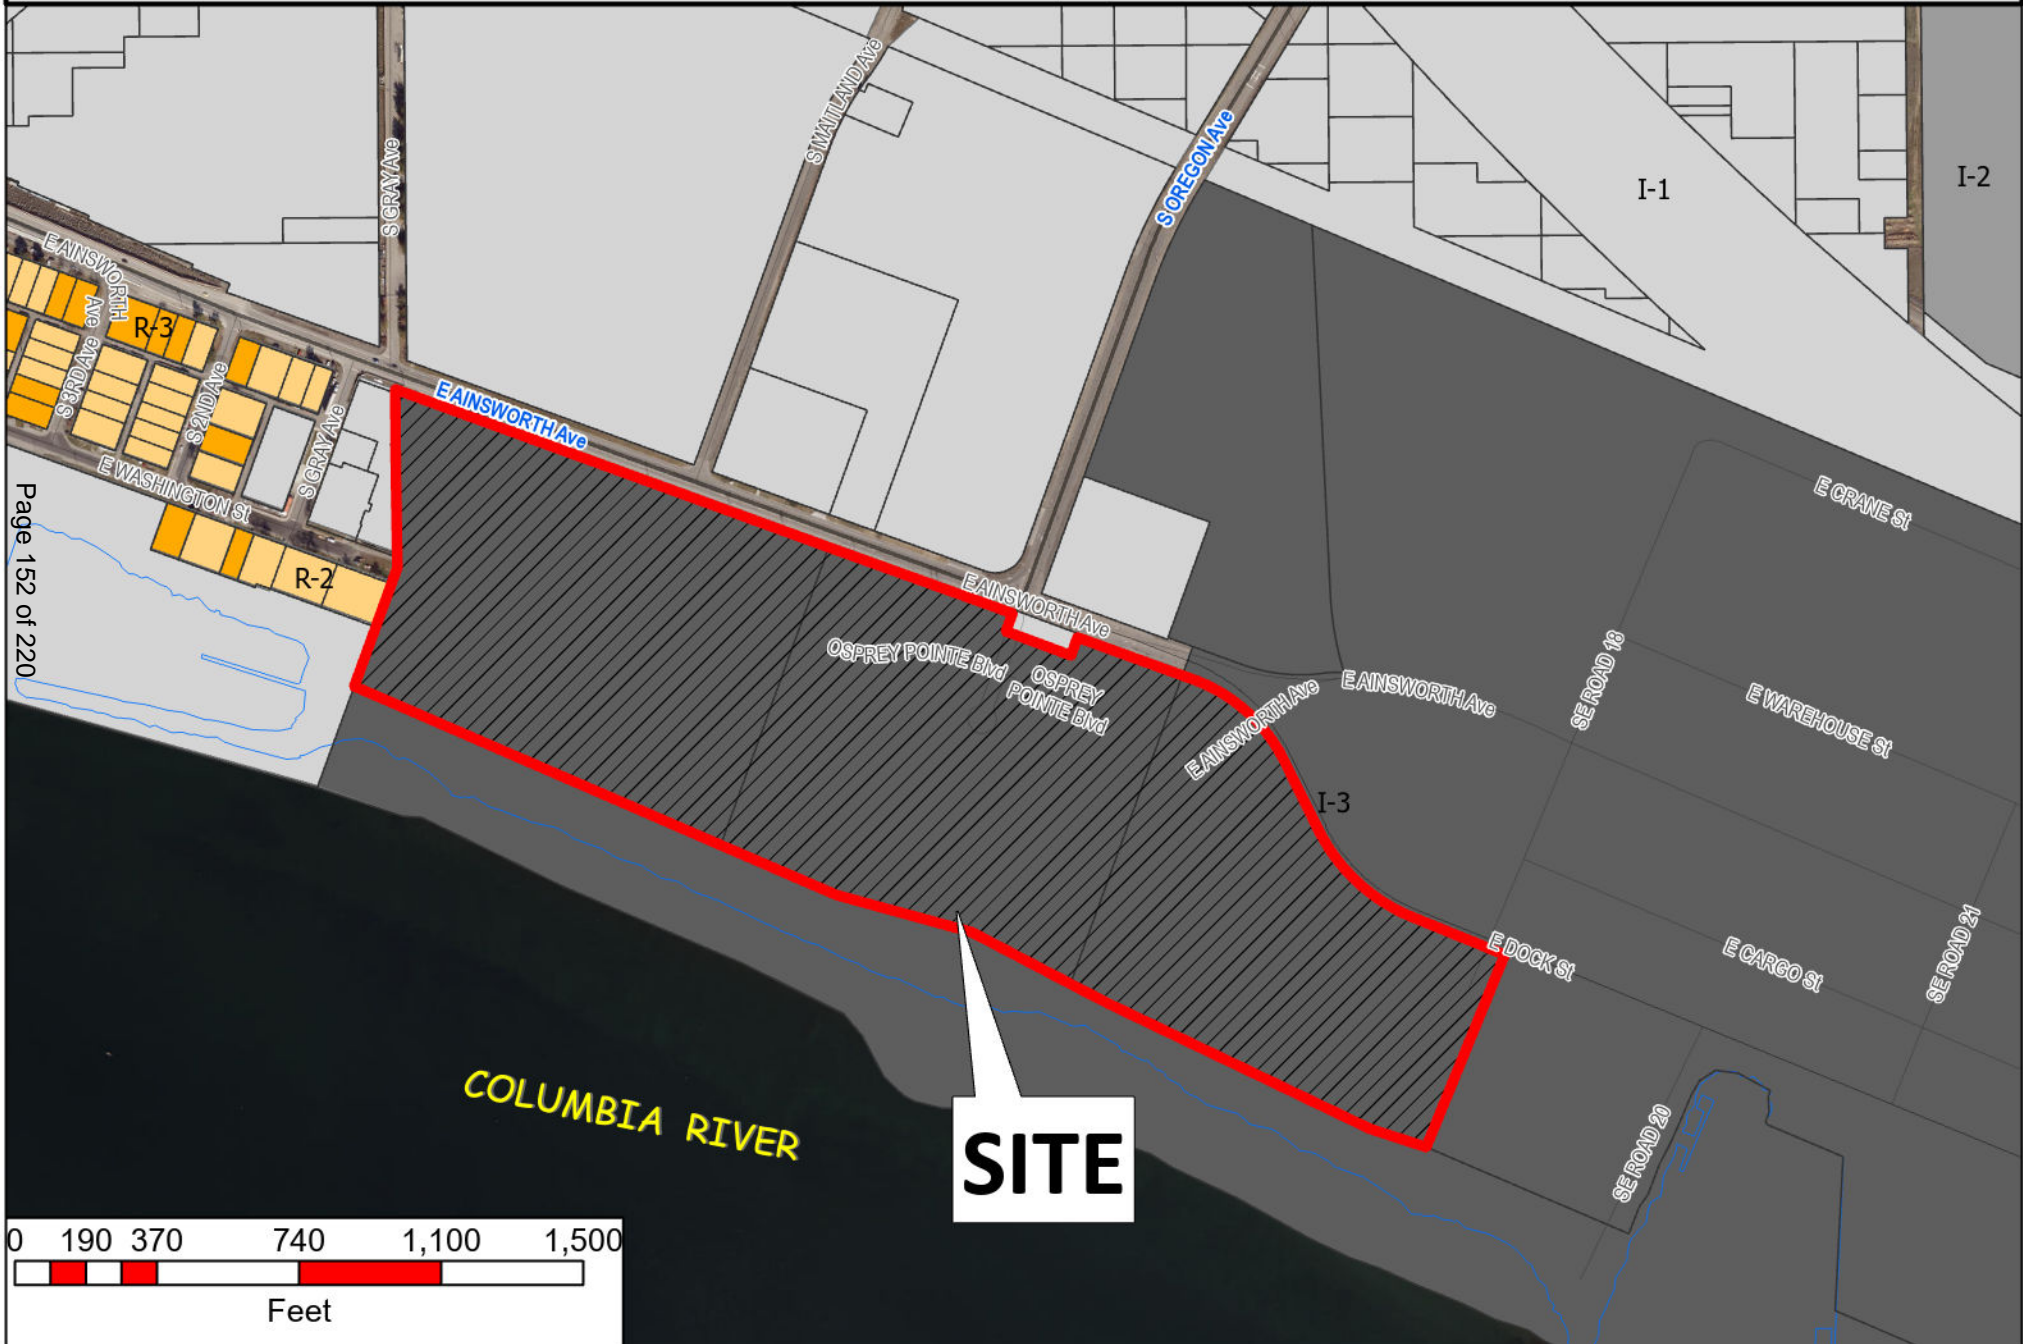 S MAITLAND Ave
S OREGON Ave
S GRAY Ave
I-1
I-2
E AINSWORTH
Ave
R-3
S 3RD Ave
S 2ND Ave
E AINSWORTH Ave
S GRAY Ave
E WASHINGTON St
R-2
Page 152 of 220
E CRANE St
E AINSWORTH Ave
OSPREY POINTE Blvd
OSPREY
POINTE Blvd
E AINSWORTH Ave
E AINSWORTH Ave
SE ROAD 18
E WAREHOUSE St
I-3
E DOCK St
E CARGO St
SE ROAD 21
SE ROAD 20
COLUMBIA RIVER
SITE
0 190 370 740 1,100 1,500
Feet